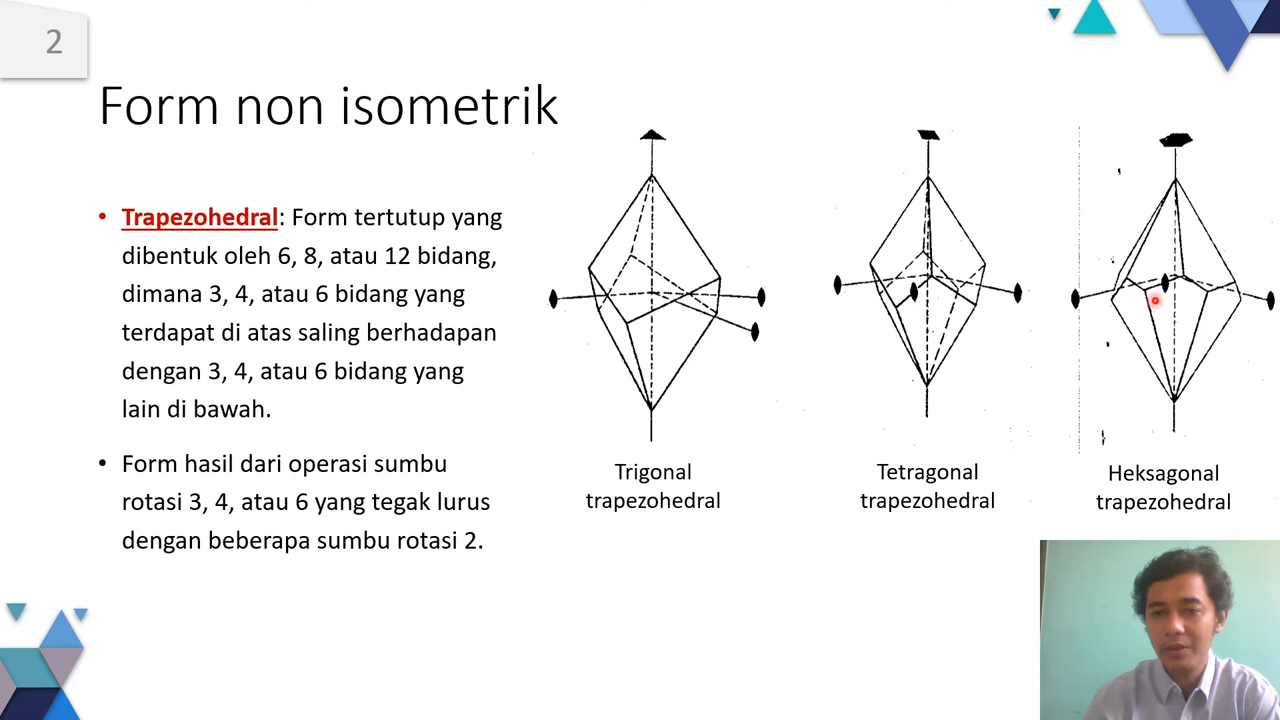 2
Form non isometrik
• Trapezohedral: Form tertutup yang
dibentuk oleh 6, 8, atau 12 bidang,
dimana 3, 4, atau 6 bidang yang
terdapat di atas saling berhadapan
dengan 3, 4, atau 6 bidang yang
lain di bawah.
• Form hasil dari operasi sumbu
rotasi 3, 4, atau 6 yang tegak lurus
dengan beberapa sumbu rotasi 2.
Trigonal
trapezohedral
Tetragonal
trapezohedral
Heksagonal
trapezohedral